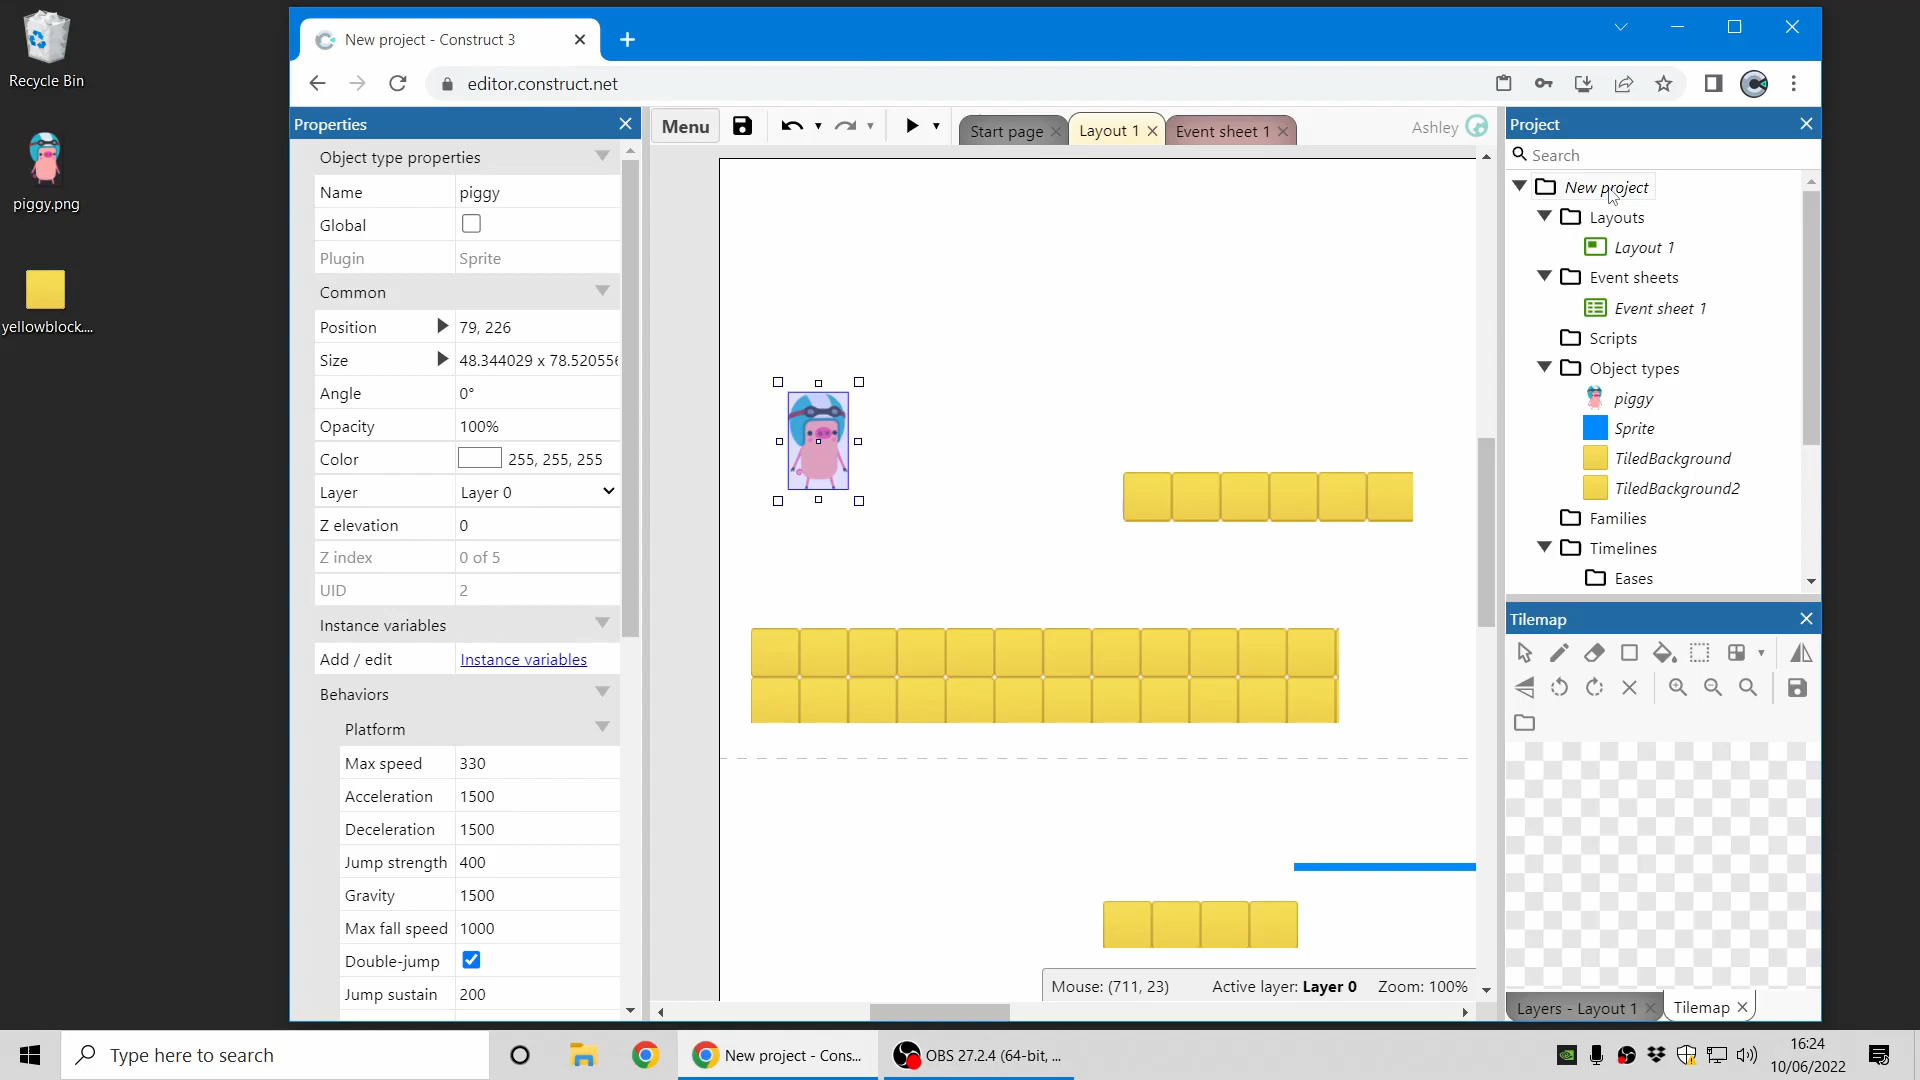 Recycle Bin
piggy.png
yellowblock....
New project - Construct 3
editor.construct.net
Properties
Object type properties
Name piggy
Global
Plugin Sprite
Common
Position 79, 226
Size 48.344029 x 78.520556
Angle 0°
Opacity 100%
Color 255, 255, 255
Layer Layer 0
Z elevation 0
Z index 0 of 5
UID 2
Instance variables
Add / edit Instance variables
Behaviors
Platform
Max speed 330
Acceleration 1500
Deceleration 1500
Jump strength 400
Gravity 1500
Max fall speed 1000
Double-jump
Jump sustain 200
Menu
Start page
Layout 1
Event sheet 1
Ashley
Mouse: (711, 23) Active layer: Layer 0 Zoom: 100%
Project
Search
New project
Layouts
Layout 1
Event sheets
Event sheet 1
Scripts
Object types
piggy
Sprite
TiledBackground
TiledBackground2
Families
Timelines
Eases
Tilemap
Layers - Layout 1
Tilemap
Type here to search
New project - Cons...
OBS 27.2.4 (64-bit, ...
16:24
10/06/2022